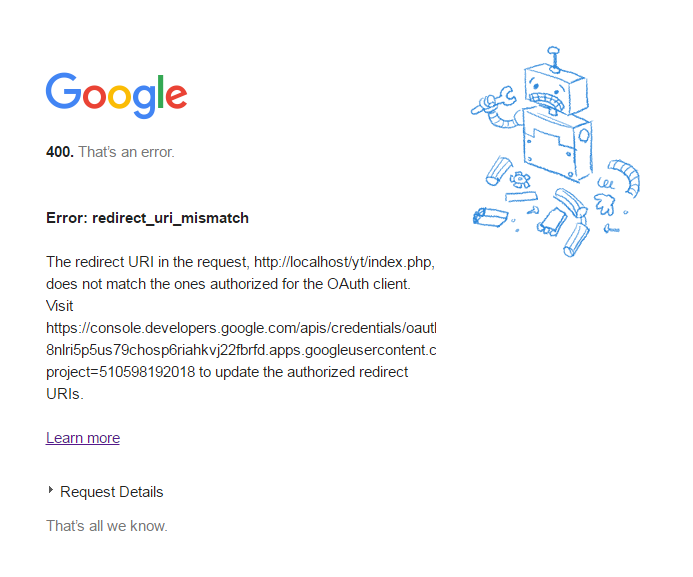 Google
400. That's an error.
Error: redirect_uri_mismatch
The redirect URI in the request, http://localhost/yt/index.php,
does not match the ones authorized for the OAuth client.
Visit
https://console.developers.google.com/apis/credentials/oautl
8nlri5p5us79chosp6riahkvj22fbrfd.apps.googleusercontent.c
project=510598192018 to update the authorized redirect
URIs.
Learn more
Request Details
That's all we know.